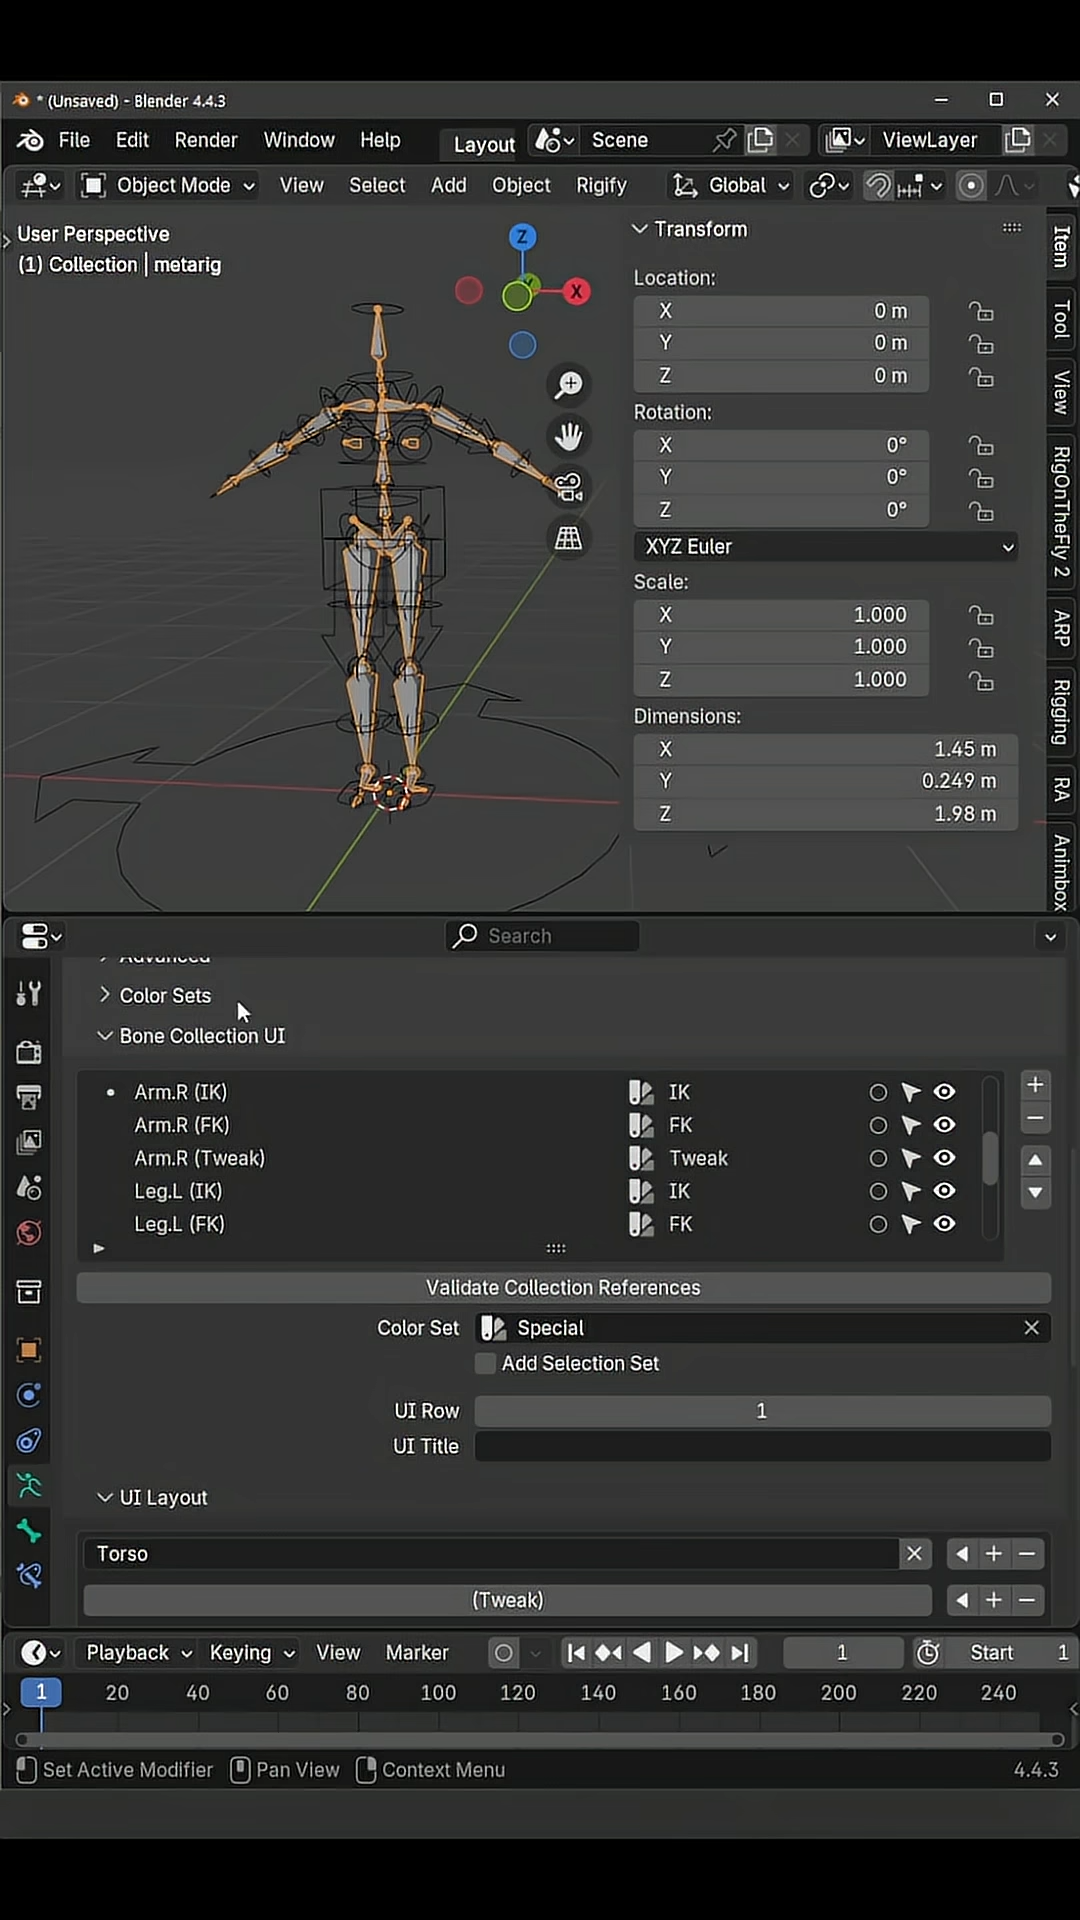 * (Unsaved) - Blender 4.4.3
File Edit Render Window Help Layout Scene ViewLayer
Object Mode View Select Add Object Rigify Global
User Perspective
(1) Collection | metarig
Z
Y
X
Transform
Location:
X 0 m
Y 0 m
Z 0 m
Rotation:
X 0°
Y 0°
Z 0°
XYZ Euler
Scale:
X 1.000
Y 1.000
Z 1.000
Dimensions:
X 1.45 m
Y 0.249 m
Z 1.98 m
Item
Tool
View
RigOnTheFly 2
ARP
Rigging
RA
Animbox
Search
Advanced
Color Sets
Bone Collection UI
Arm.R (IK) IK
Arm.R (FK) FK
Arm.R (Tweak) Tweak
Leg.L (IK) IK
Leg.L (FK) FK
Validate Collection References
Color Set Special
Add Selection Set
UI Row 1
UI Title
UI Layout
Torso
(Tweak)
Playback Keying View Marker 1 Start 1
1 20 40 60 80 100 120 140 160 180 200 220 240
Set Active Modifier Pan View Context Menu 4.4.3